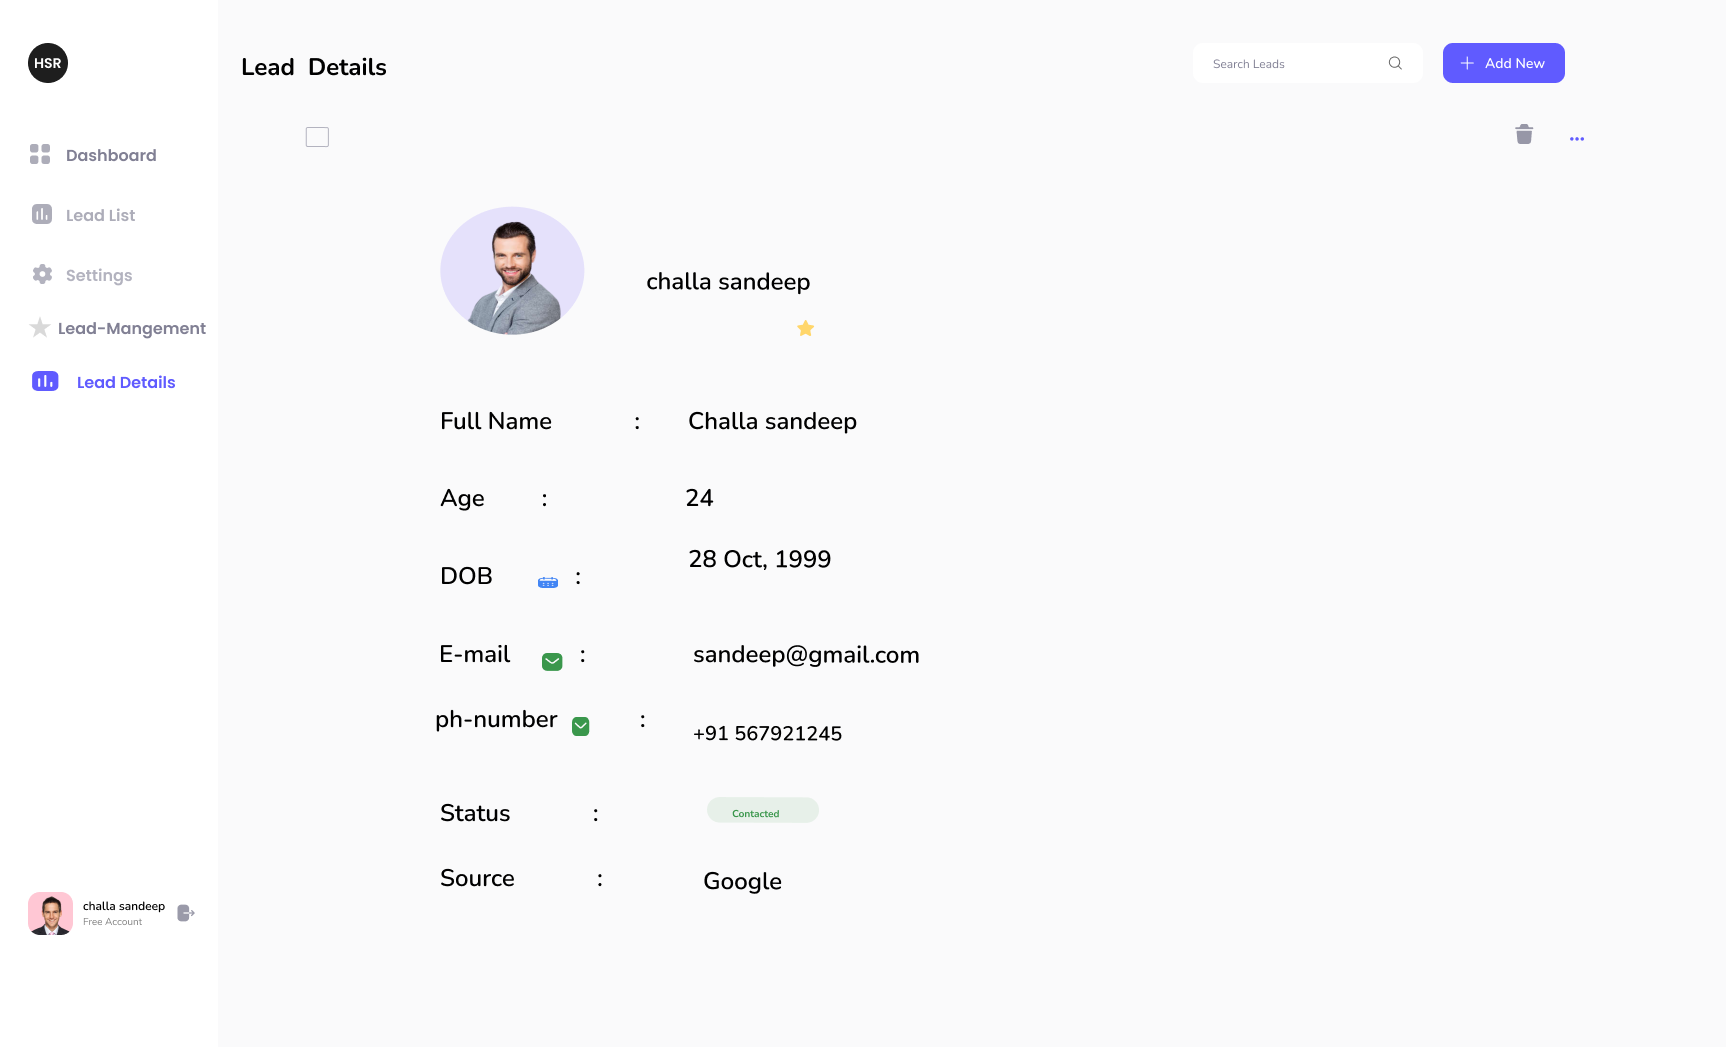 HSR
Lead Details
Search Leads
Add New
Dashboard
Lead List
Settings
Lead-Mangement
Lead Details
challa sandeep
Full Name : Challa sandeep
Age : 24
DOB : 28 Oct, 1999
E-mail : sandeep@gmail.com
ph-number : +91 567921245
Status : Contacted
Source : Google
challa sandeep
Free Account